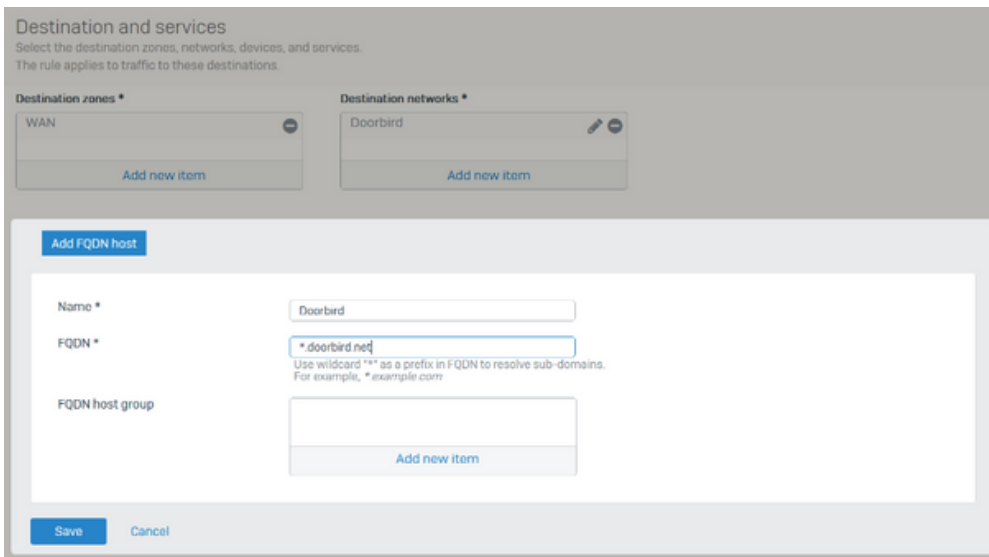 Destination and services
Select the destination zones, networks, devices, and services.
The rule applies to traffic to these destinations.
Destination zones *
Destination networks *
WAN
Doorbird
Add new item
Add new item
Add FQDN host
Name *
Doorbird
FQDN *
*.doorbird.net
Use wildcard "*" as a prefix in FQDN to resolve sub-domains.
For example, *.example.com
FQDN host group
Add new item
Save
Cancel